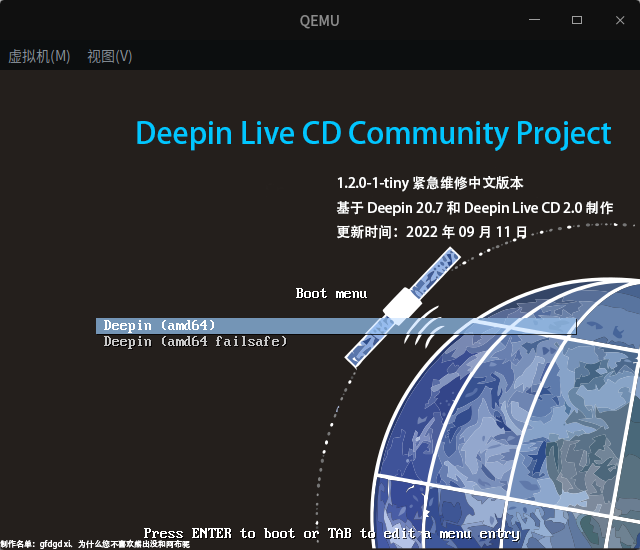 QEMU
虚拟机(M) 视图(V)
Deepin Live CD Community Project
1.2.0-1-tiny 紧急维修中文版本
基于 Deepin 20.7 和 Deepin Live CD 2.0 制作
更新时间：2022 年 09 月 11 日
Boot menu
Deepin (amd64)
Deepin (amd64 failsafe)
Press ENTER to boot or TAB to edit a menu entry
制作名单：gfdgd xi、为什么您不喜欢熊出没和阿布呢